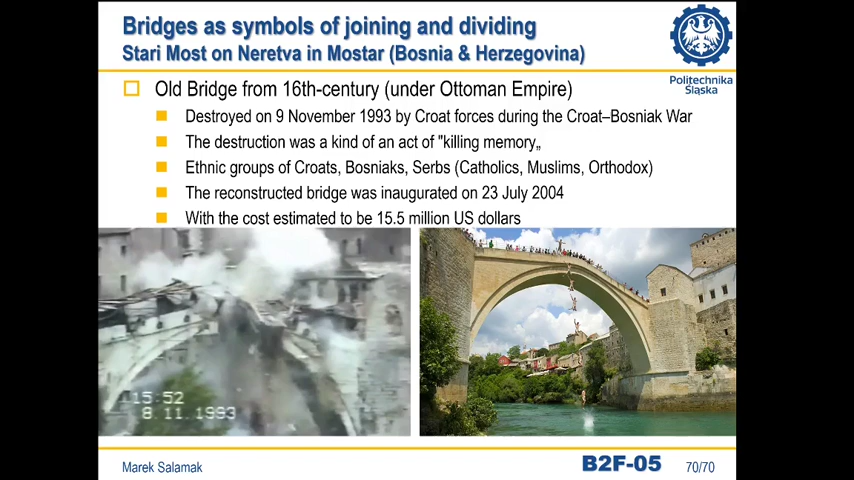 Bridges as symbols of joining and dividing
Stari Most on Neretva in Mostar (Bosnia & Herzegovina)
Politechnika
Śląska
Old Bridge from 16th-century (under Ottoman Empire)
Destroyed on 9 November 1993 by Croat forces during the Croat–Bosniak War
The destruction was a kind of an act of "killing memory„
Ethnic groups of Croats, Bosniaks, Serbs (Catholics, Muslims, Orthodox)
The reconstructed bridge was inaugurated on 23 July 2004
With the cost estimated to be 15.5 million US dollars
15:52
8.11.1993
Marek Salamak
B2F-05
70/70